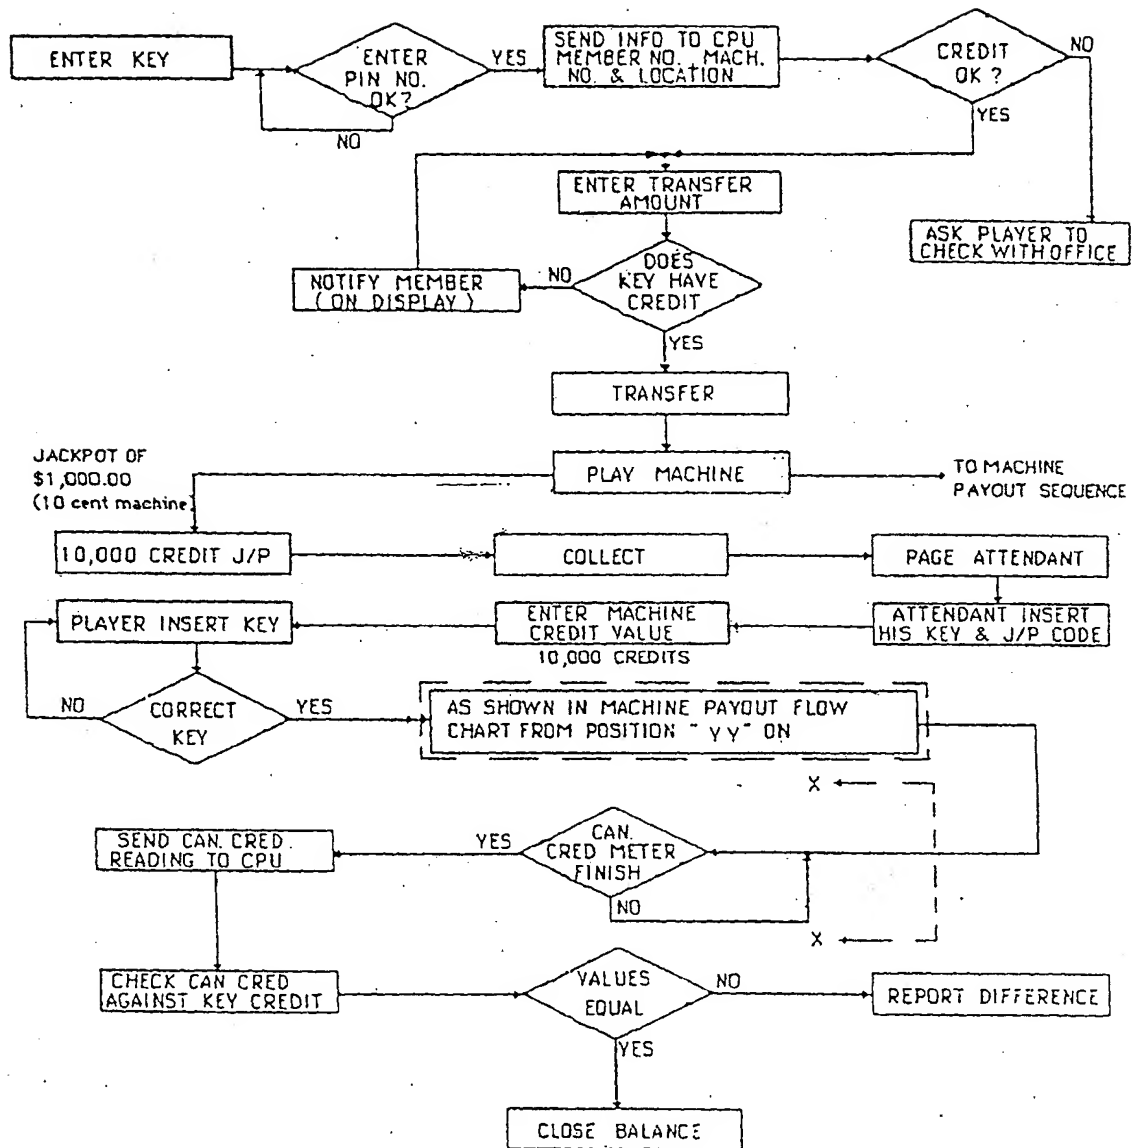 ENTER KEY
ENTER
PIN NO.
OK?
YES
NO
SEND INFO TO CPU
MEMBER NO., MACH.
NO. & LOCATION
CREDIT
OK ?
NO
YES
ENTER TRANSFER
AMOUNT
ASK PLAYER TO
CHECK WITH OFFICE
NOTIFY MEMBER
(ON DISPLAY)
NO
DOES
KEY HAVE
CREDIT
YES
TRANSFER
JACKPOT OF
$1,000.00
(10 cent machine)
PLAY MACHINE
TO MACHINE
PAYOUT SEQUENCE
10,000 CREDIT J/P
COLLECT
PAGE ATTENDANT
PLAYER INSERT KEY
ENTER MACHINE
CREDIT VALUE
10,000 CREDITS
ATTENDANT INSERT
HIS KEY & J/P CODE
NO
CORRECT
KEY
YES
AS SHOWN IN MACHINE PAYOUT FLOW
CHART FROM POSITION "YY" ON
X
SEND CAN. CRED.
READING TO CPU
YES
CAN.
CRED METER
FINISH
NO
X
CHECK CAN CRED
AGAINST KEY CREDIT
VALUES
EQUAL
NO
YES
REPORT DIFFERENCE
CLOSE BALANCE